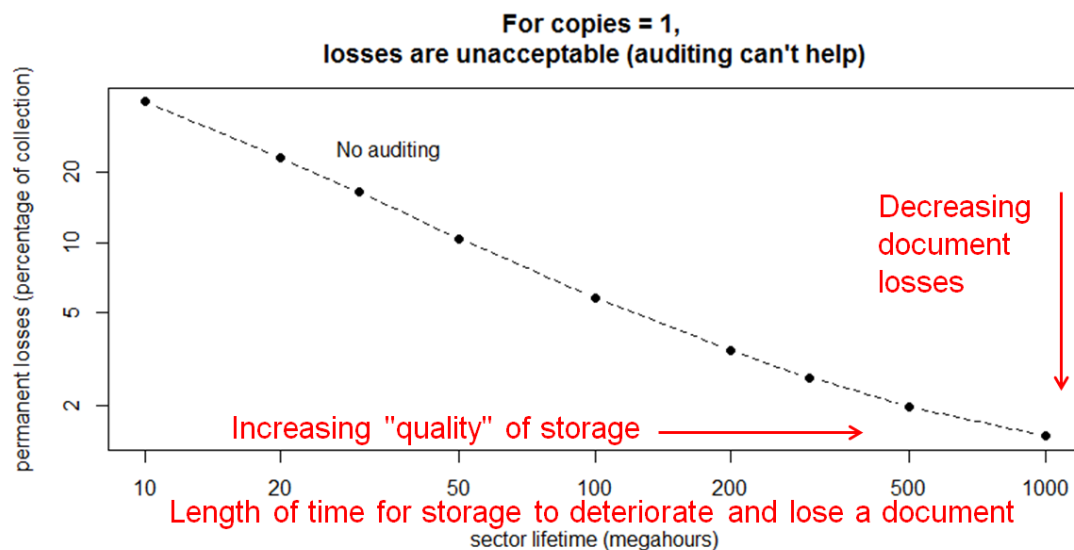 For copies = 1,
losses are unacceptable (auditing can't help)
permanent losses (percentage of collection)
20
10
5
2
No auditing
Decreasing
document
losses
Increasing "quality" of storage
10 20 50 100 200 500 1000
Length of time for storage to deteriorate and lose a document
sector lifetime (megahours)